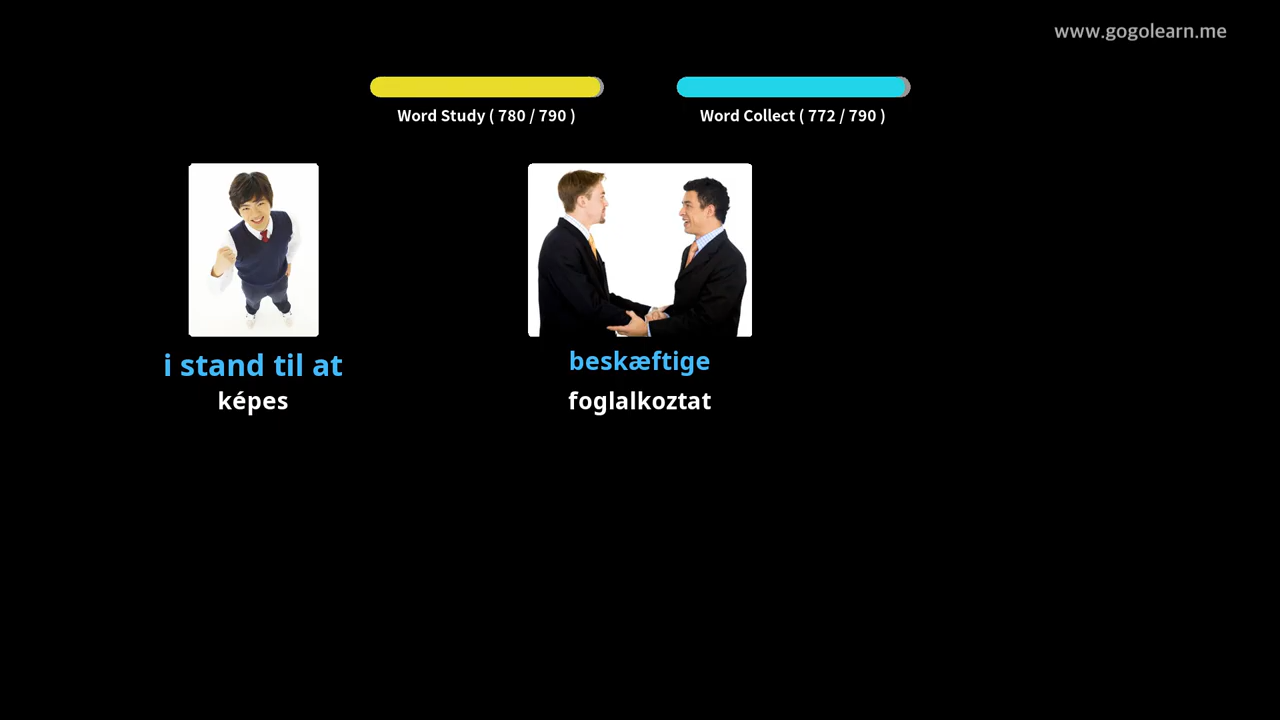 www.gogolearn.me
Word Study ( 780 / 790 )
Word Collect ( 772 / 790 )
i stand til at
képes
beskæftige
foglalkoztat